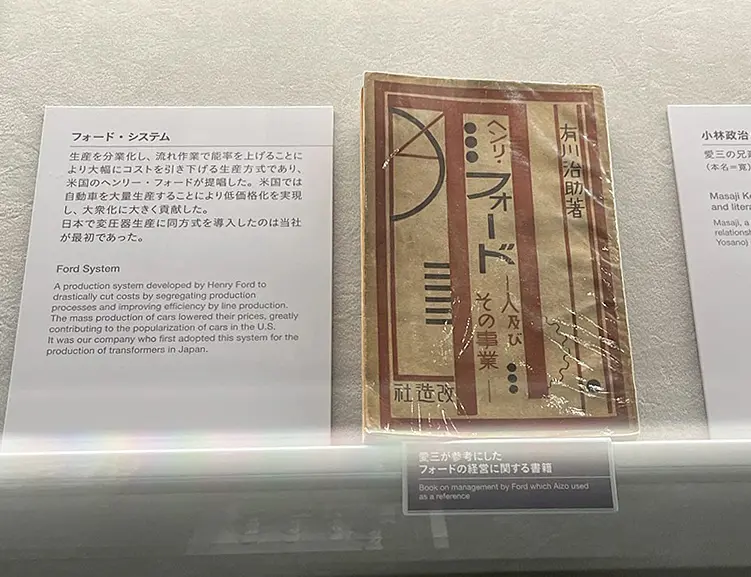 フォード・システム
生産を分業化し、流れ作業で能率を上げることに
より大幅にコストを引き下げる生産方式であり、
米国のヘンリー・フォードが提唱した。米国では
自動車を大量生産することにより低価格化を実現
し、大衆化に大きく貢献した。
日本で変圧器生産に同方式を導入したのは当社
が最初であった。
Ford System
A production system developed by Henry Ford to
drastically cut costs by segregating production
processes and improving efficiency by line production.
The mass production of cars lowered their prices, greatly
contributing to the popularization of cars in the U.S.
It was our company who first adopted this system for the
production of transformers in Japan.
有川治助著
ヘンリ・フォード
―人及び
その事業―
社造改
愛三が参考にした
フォードの経営に関する書籍
Book on management by Ford which Aizo used
as a reference
小林政治
愛三の兄
(本名=寛)
Masaji
and liter
Masaji, a
relations
Yosano)